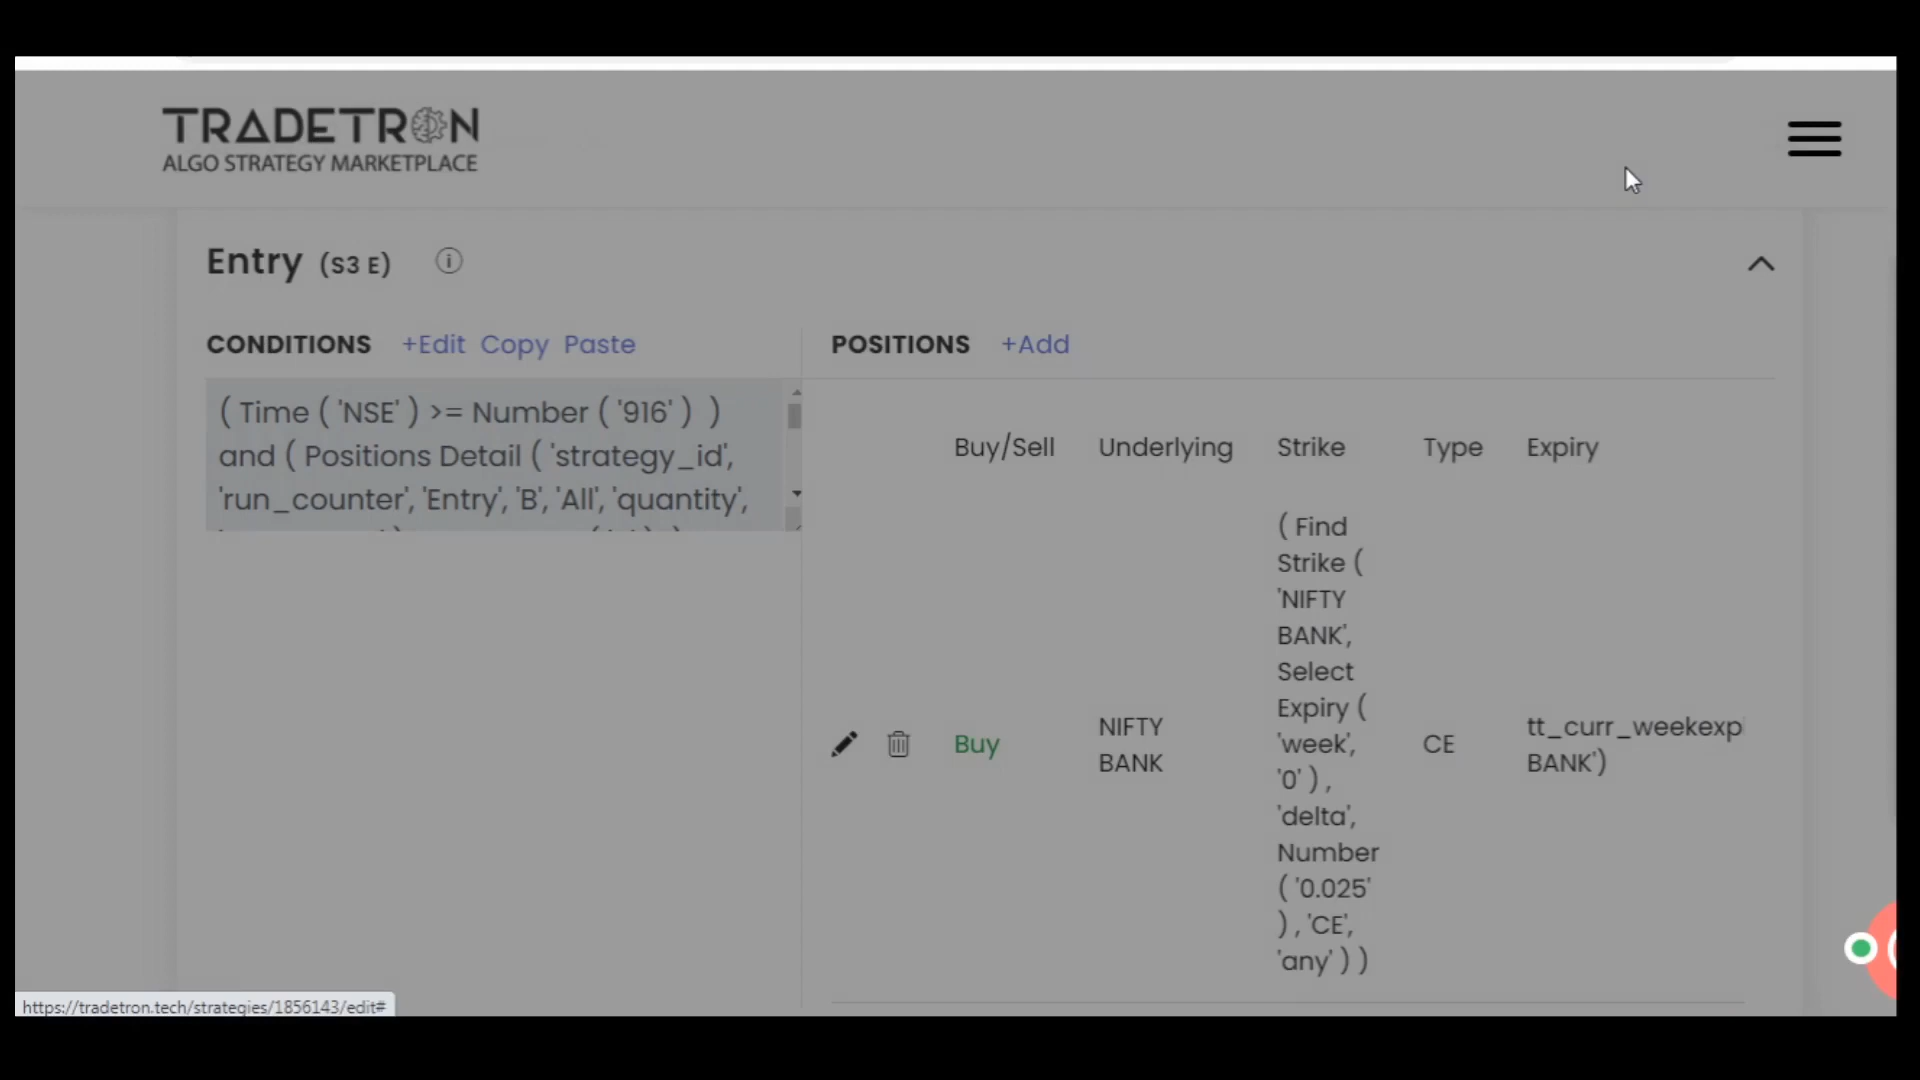 TRADETRON
ALGO STRATEGY MARKETPLACE
Entry (S3 E)
CONDITIONS +Edit Copy Paste
( Time ( 'NSE' ) >= Number ( '916' ) )
and ( Positions Detail ( 'strategy_id',
'run_counter', 'Entry', 'B', 'All', 'quantity',
POSITIONS +Add
Buy/Sell Underlying Strike Type Expiry
Buy
NIFTY
BANK
( Find
Strike (
'NIFTY
BANK',
Select
Expiry (
'week',
'0' ) ,
'delta',
Number
( '0.025'
) , 'CE',
'any' ) )
CE
tt_curr_weekexp
BANK')
https://tradetron.tech/strategies/1856143/edit#